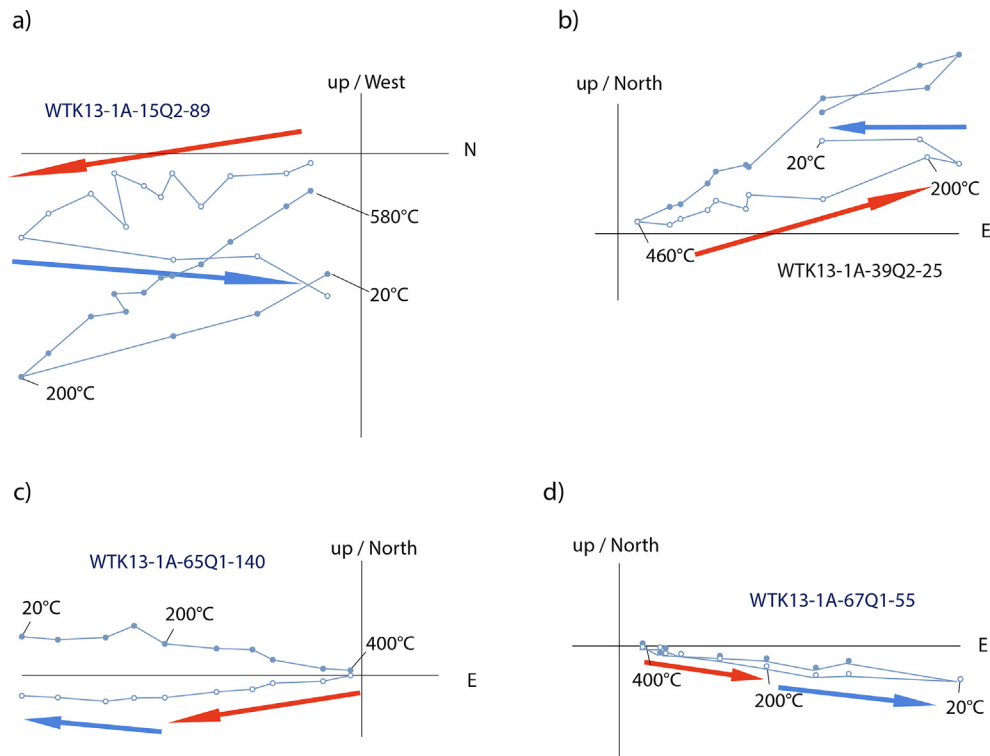 a)
up / West
WTK13-1A-15Q2-89
N
580°C
20°C
200°C
b)
up / North
20°C
200°C
E
460°C
WTK13-1A-39Q2-25
c)
up / North
WTK13-1A-65Q1-140
20°C
200°C
400°C
E
d)
up / North
WTK13-1A-67Q1-55
E
400°C
200°C
20°C